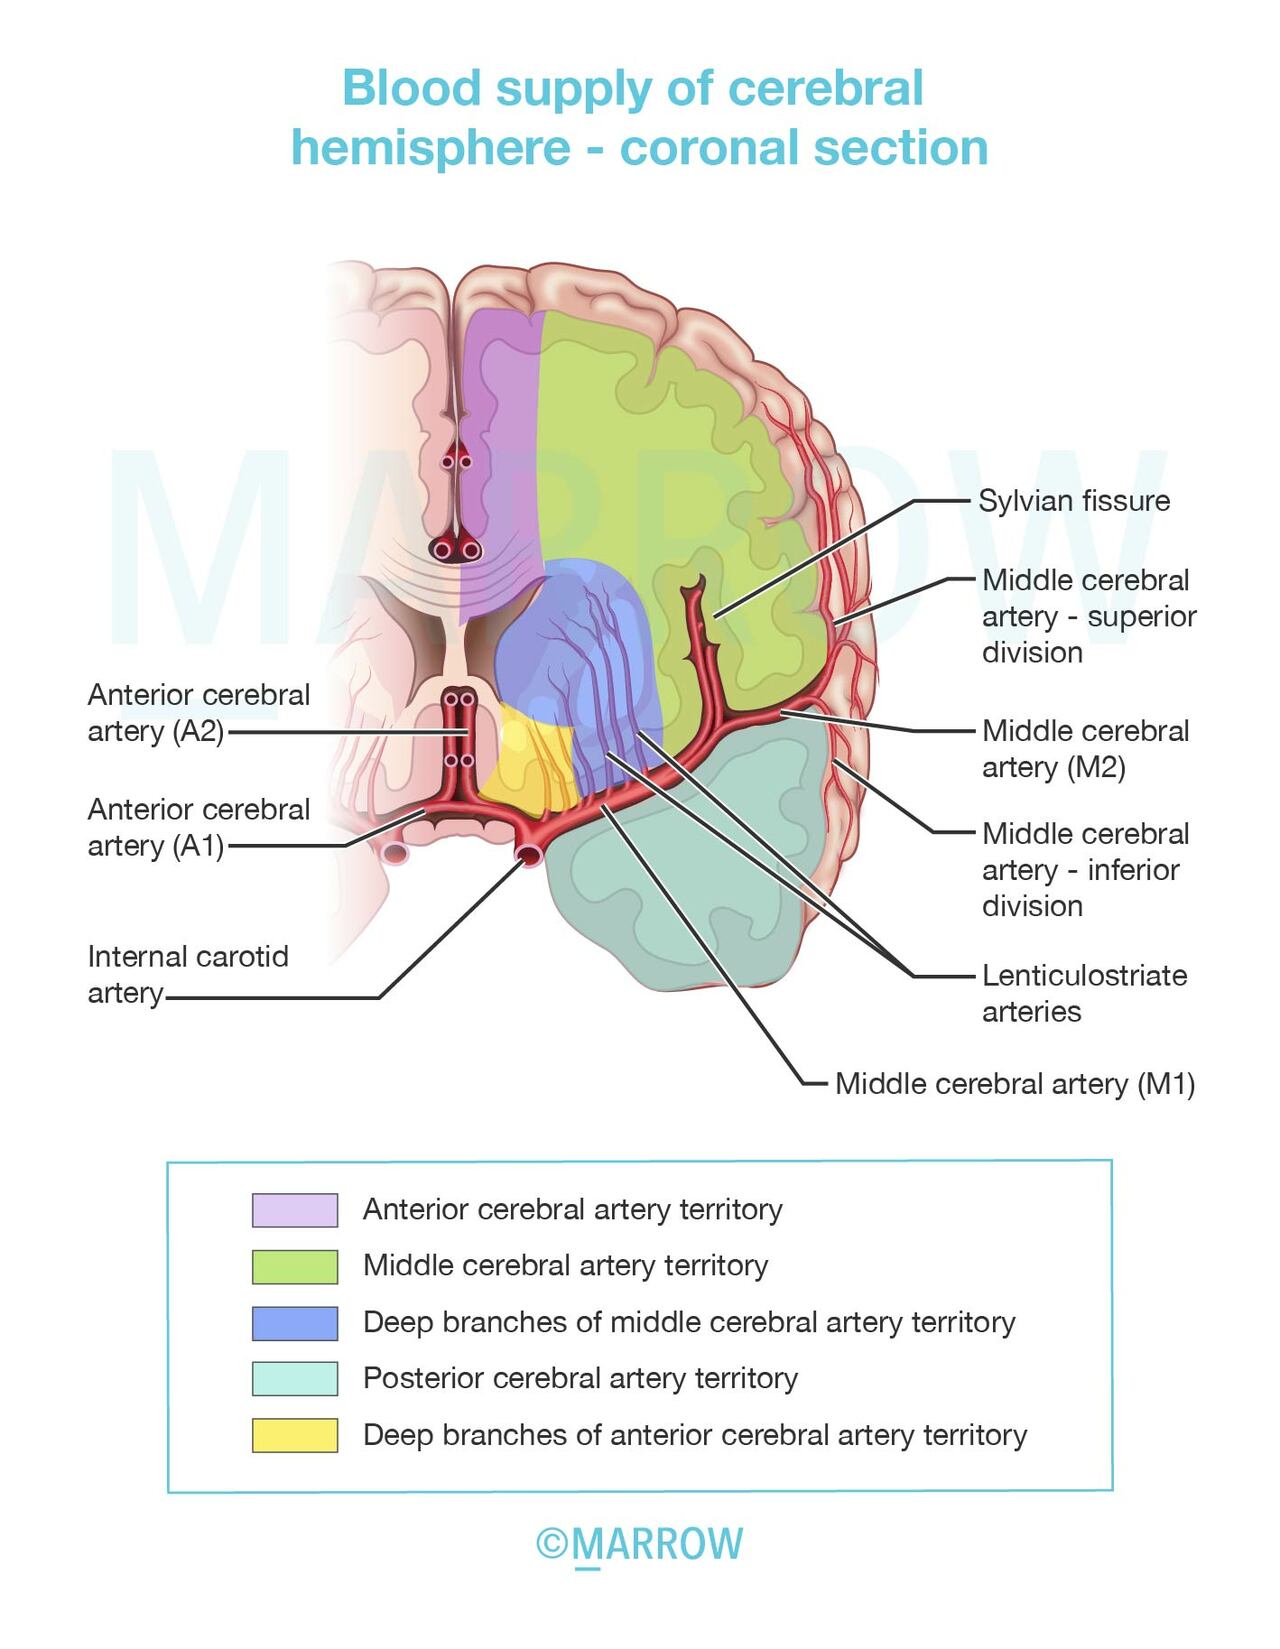 Blood supply of cerebral
hemisphere - coronal section
MARROW
Sylvian fissure
Middle cerebral
artery - superior
division
Anterior cerebral
artery (A2)
Middle cerebral
artery (M2)
Anterior cerebral
artery (A1)
Middle cerebral
artery - inferior
division
Internal carotid
artery
Lenticulostriate
arteries
Middle cerebral artery (M1)
Anterior cerebral artery territory
Middle cerebral artery territory
Deep branches of middle cerebral artery territory
Posterior cerebral artery territory
Deep branches of anterior cerebral artery territory
©MARROW